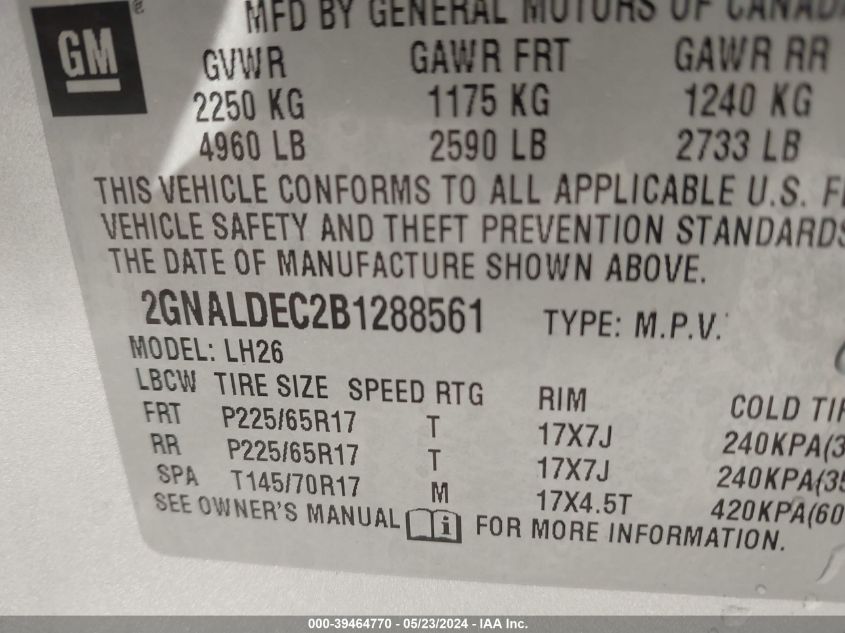 GM ® MFD BY GENERAL MOTORS OF CANADA
GVWR GAWR FRT GAWR RR
2250 KG 1175 KG 1240 KG
4960 LB 2590 LB 2733 LB
THIS VEHICLE CONFORMS TO ALL APPLICABLE U.S.
VEHICLE SAFETY AND THEFT PREVENTION STANDARDS
THE DATE OF MANUFACTURE SHOWN ABOVE.
2GNALDEC2B1288561 TYPE: M.P.V.
MODEL: LH26
LBCW TIRE SIZE SPEED RTG RIM COLD
FRT P225/65R17 T 17X7J 240KPA(3
RR P225/65R17 T 17X7J 240KPA(35
SPA T145/70R17 M 17X4.5T 420KPA(60
SEE OWNER'S MANUAL i FOR MORE INFORMATION.
000-39464770 - 05/23/2024 - IAA Inc.